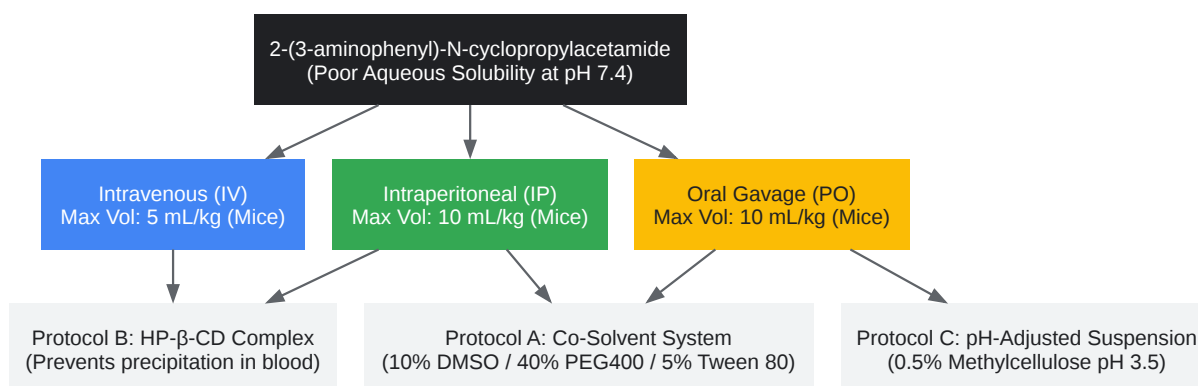 2-(3-aminophenyl)-N-cyclopropylacetamide
(Poor Aqueous Solubility at pH 7.4)
Intravenous (IV)
Max Vol: 5 mL/kg (Mice)
Intraperitoneal (IP)
Max Vol: 10 mL/kg (Mice)
Oral Gavage (PO)
Max Vol: 10 mL/kg (Mice)
Protocol B: HP-β-CD Complex
(Prevents precipitation in blood)
Protocol A: Co-Solvent System
(10% DMSO / 40% PEG400 / 5% Tween 80)
Protocol C: pH-Adjusted Suspension
(0.5% Methylcellulose pH 3.5)